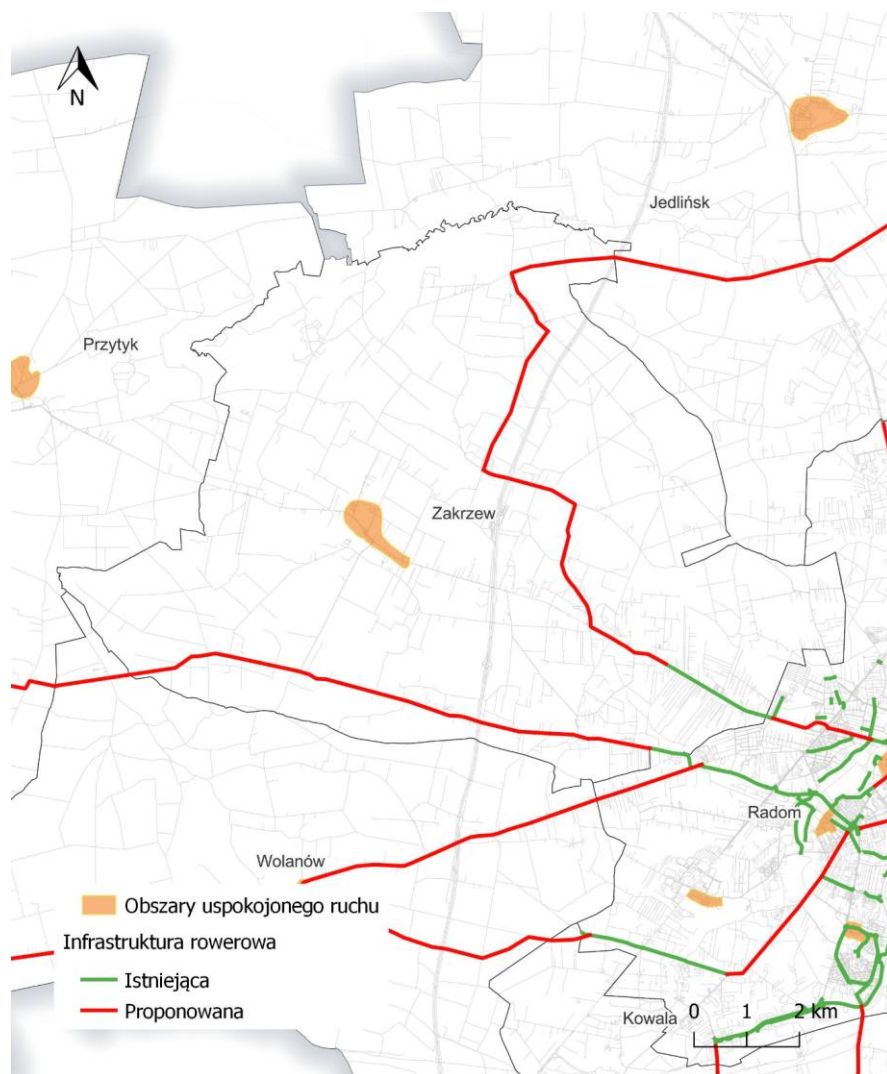 N
Jedlińsk
Przytyk
Zakrzew
Radom
Wolanów
Obszary uspokojonego ruchu
Infrastruktura rowerowa
Istniejąca
Proponowana
Kowala
0 1 2 km